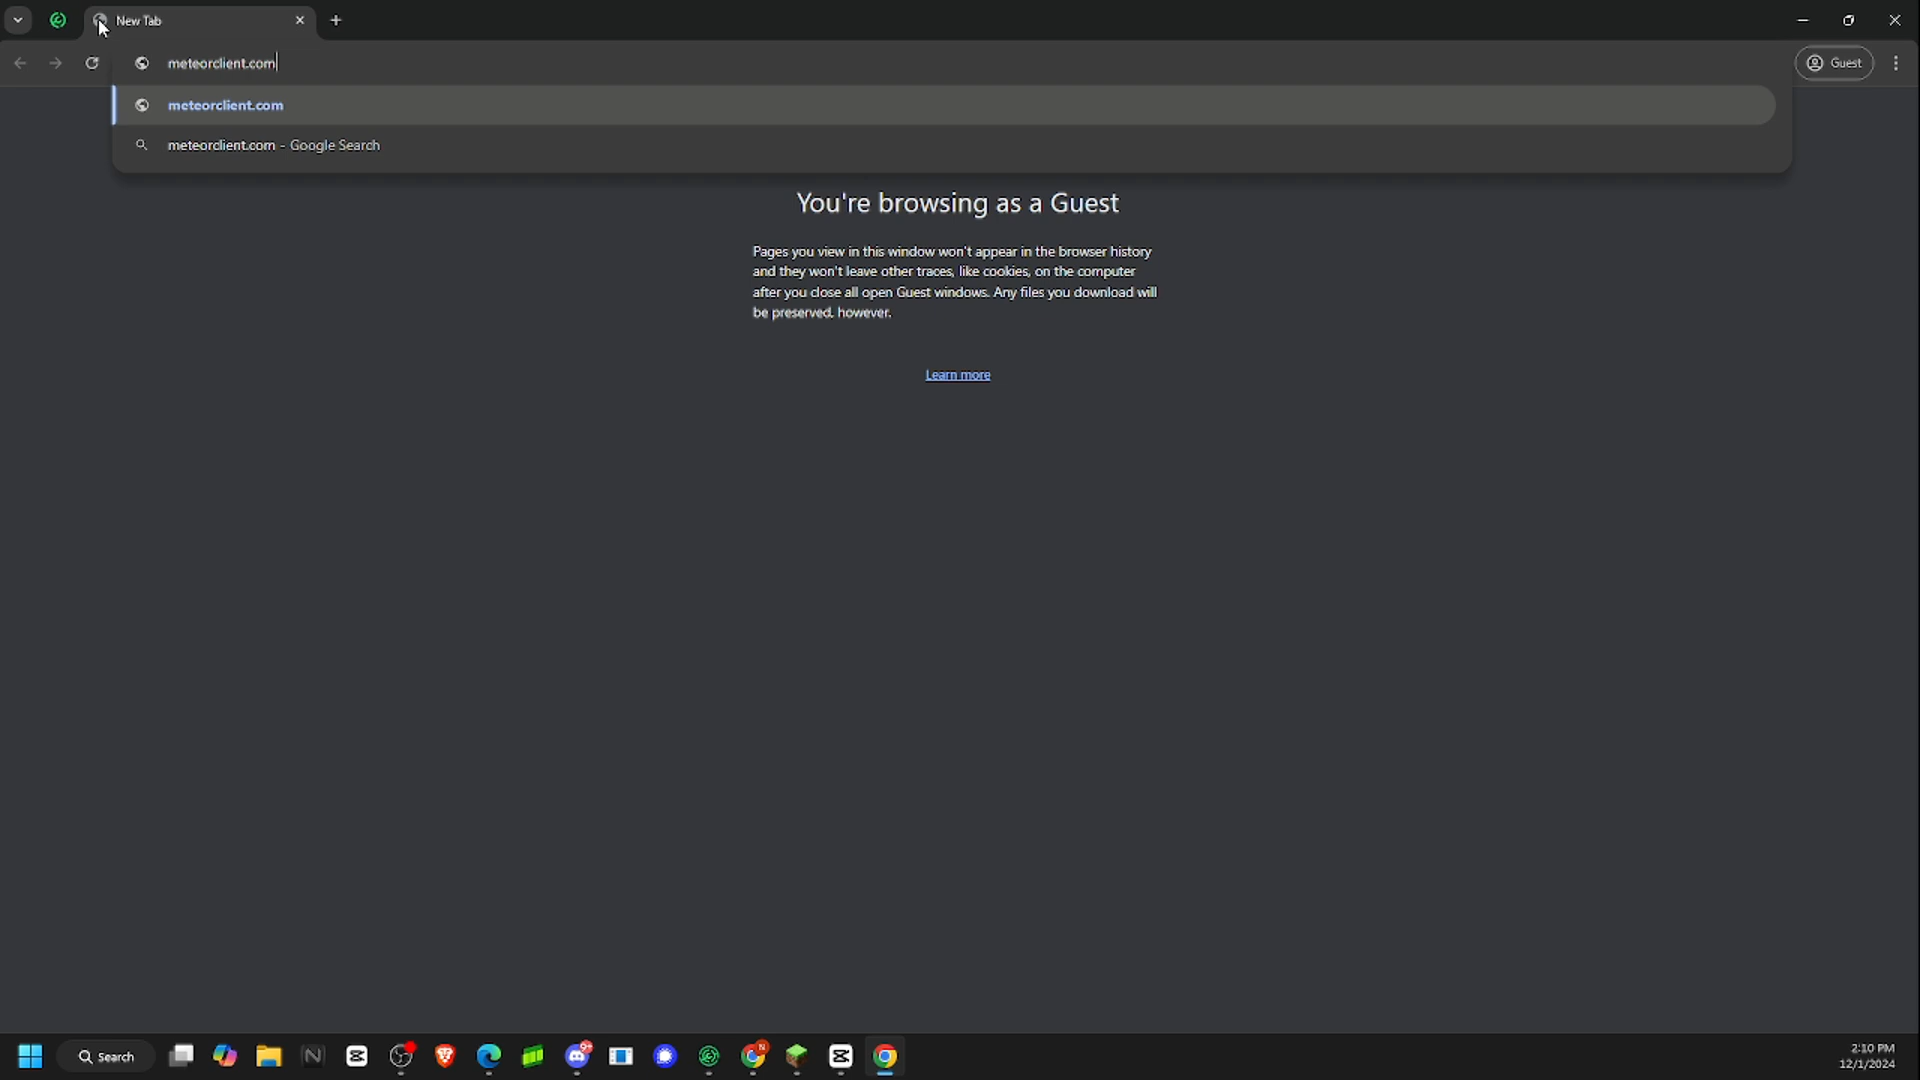 New Tab
meteorclient.com
Guest
meteorclient.com
meteorclient.com - Google Search
You're browsing as a Guest
Pages you view in this window won't appear in the browser history
and they won't leave other traces, like cookies, on the computer
after you close all open Guest windows. Any files you download will
be preserved, however.
Learn more
Search
9+
N
2:10 PM
12/1/2024